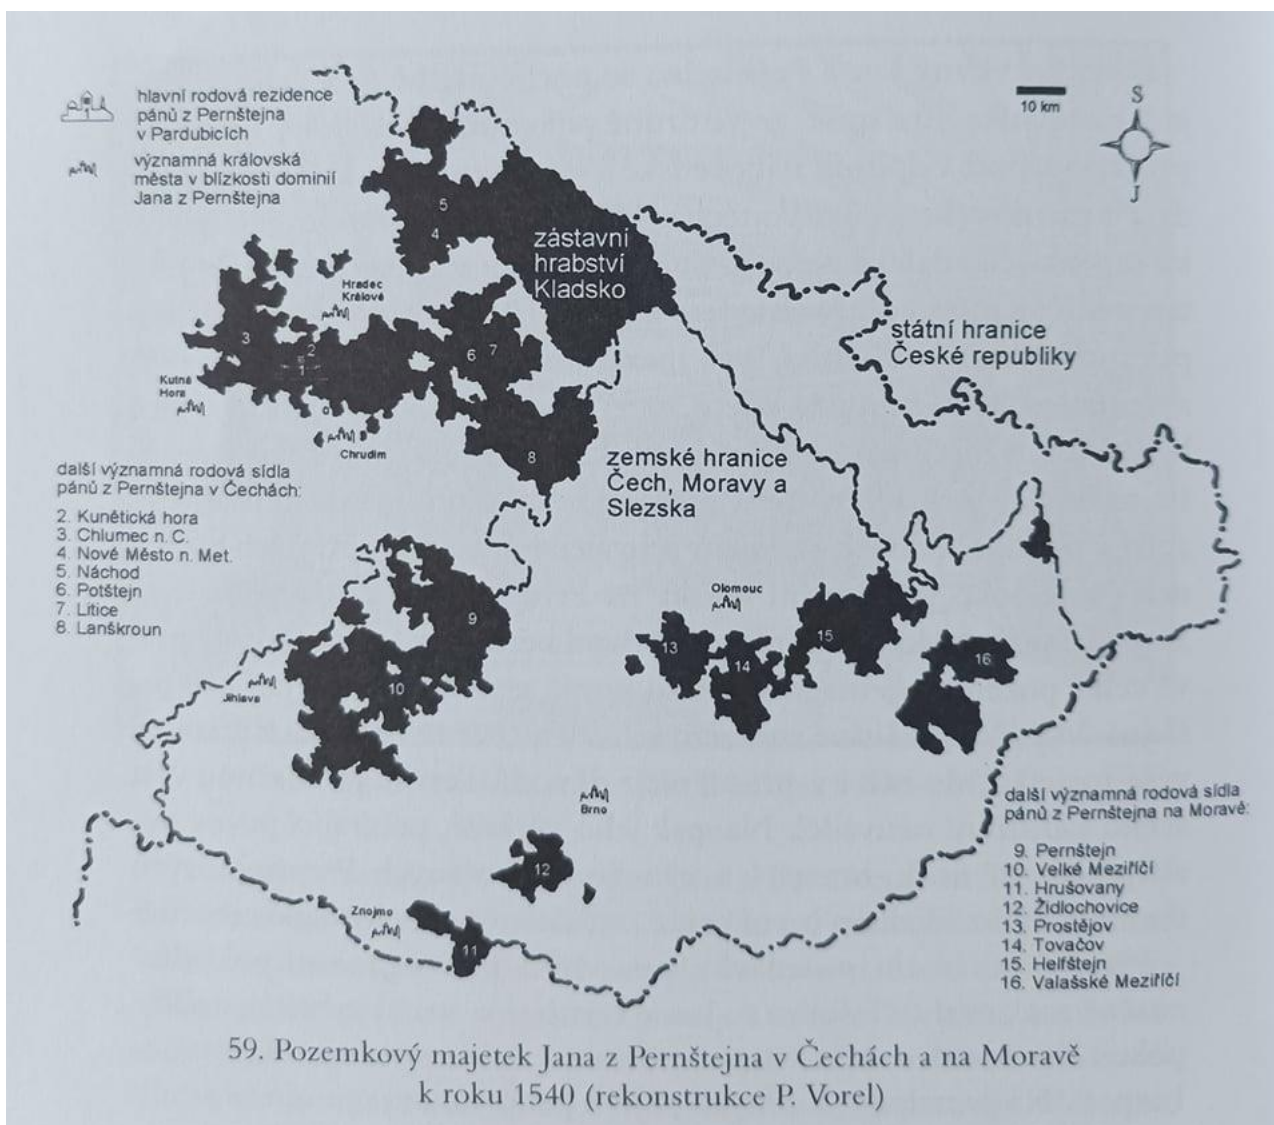 hlavní rodová rezidence
pánů z Pernštejna
v Pardubicích
významná královská
města v blízkosti dominií
Jana z Pernštejna
10 km
S
J
5
4
zástavní
hrabství
Kladsko
Hradec
Králové
státní hranice
České republiky
3
2
1
6
7
Kutná
Hora
Chrudim
8
další významná rodová sídla
pánů z Pernštejna v Čechách:
2. Kunětická hora
3. Chlumec n. C.
4. Nové Město n. Met.
5. Náchod
6. Potštejn
7. Litice
8. Lanškroun
zemské hranice
Čech, Moravy a
Slezska
Olomouc
9
13
14
15
16
10
Jihlava
Brno
12
Znojmo
11
další významná rodová sídla
pánů z Pernštejna na Moravě:
9. Pernštejn
10. Velké Meziříčí
11. Hrušovany
12. Židlochovice
13. Prostějov
14. Tovačov
15. Helfštejn
16. Valašské Meziříčí
59. Pozemkový majetek Jana z Pernštejna v Čechách a na Moravě
k roku 1540 (rekonstrukce P. Vorel)